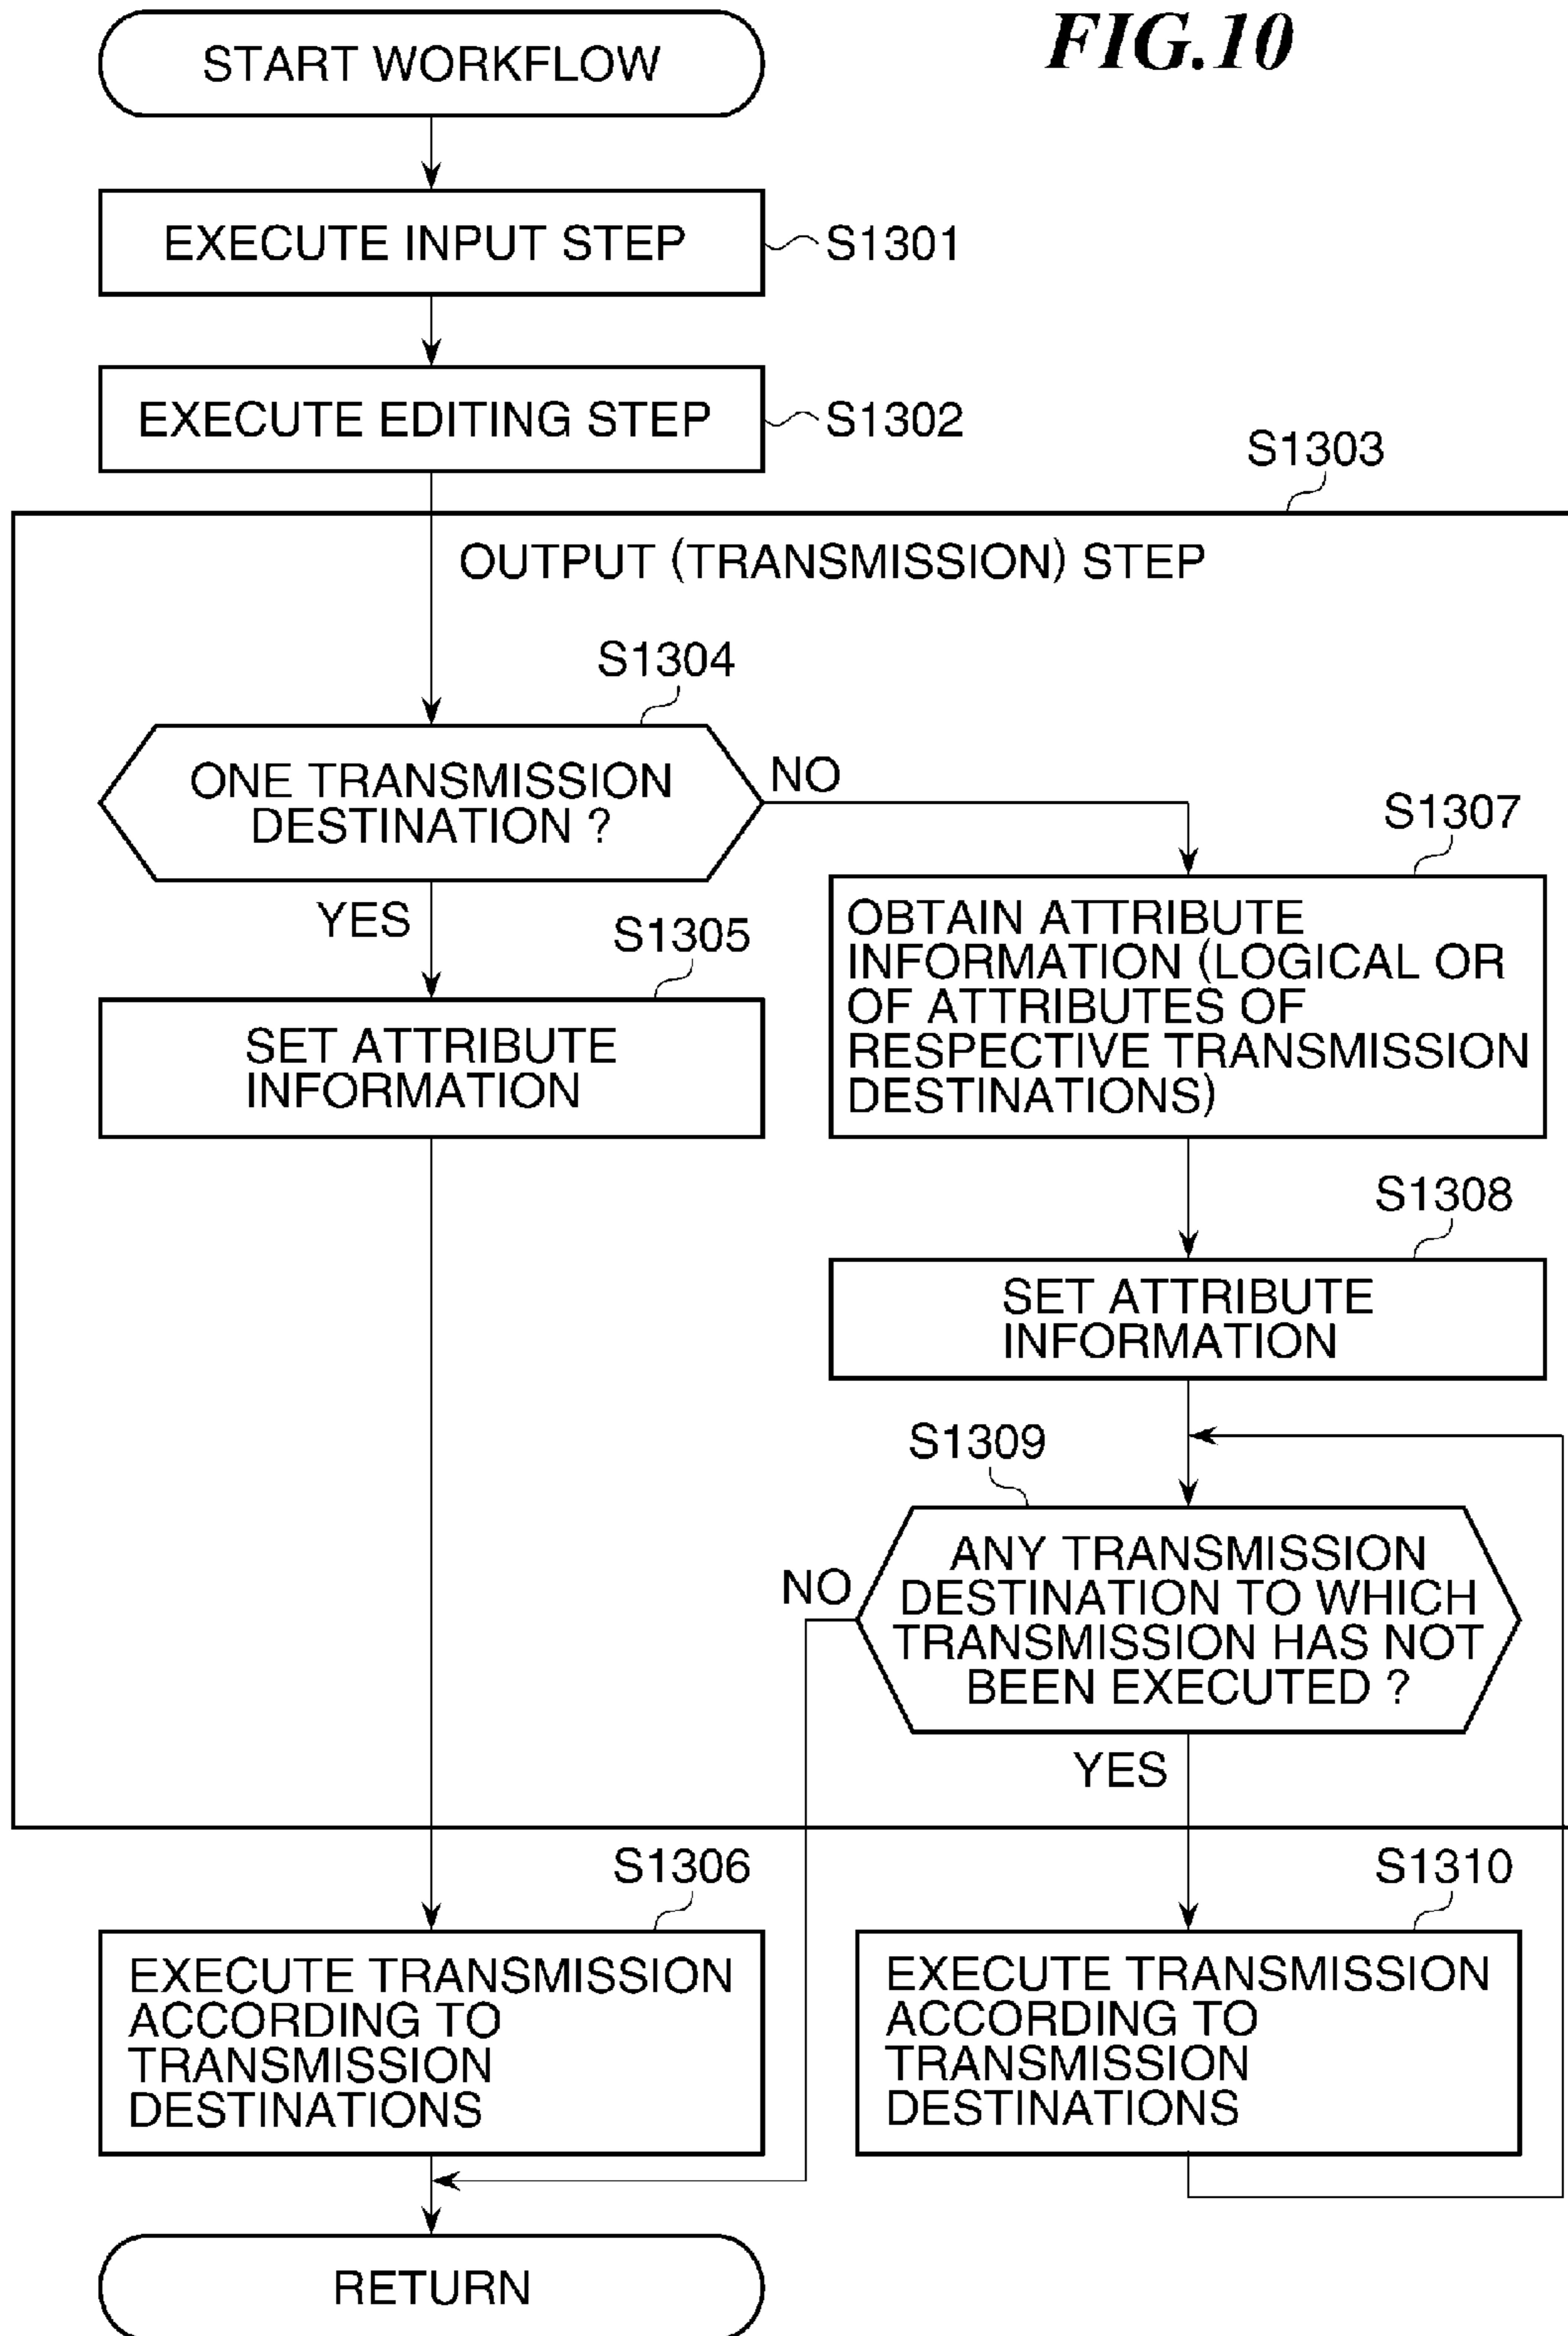 FIG.10
START WORKFLOW
EXECUTE INPUT STEP
S1301
EXECUTE EDITING STEP
S1302
S1303
OUTPUT (TRANSMISSION) STEP
S1304
ONE TRANSMISSION
DESTINATION ?
NO
YES
S1305
SET ATTRIBUTE
INFORMATION
S1307
OBTAIN ATTRIBUTE
INFORMATION (LOGICAL OR
OF ATTRIBUTES OF
RESPECTIVE TRANSMISSION
DESTINATIONS)
S1308
SET ATTRIBUTE
INFORMATION
S1309
ANY TRANSMISSION
DESTINATION TO WHICH
TRANSMISSION HAS NOT
BEEN EXECUTED ?
NO
YES
S1306
EXECUTE TRANSMISSION
ACCORDING TO
TRANSMISSION
DESTINATIONS
S1310
EXECUTE TRANSMISSION
ACCORDING TO
TRANSMISSION
DESTINATIONS
RETURN